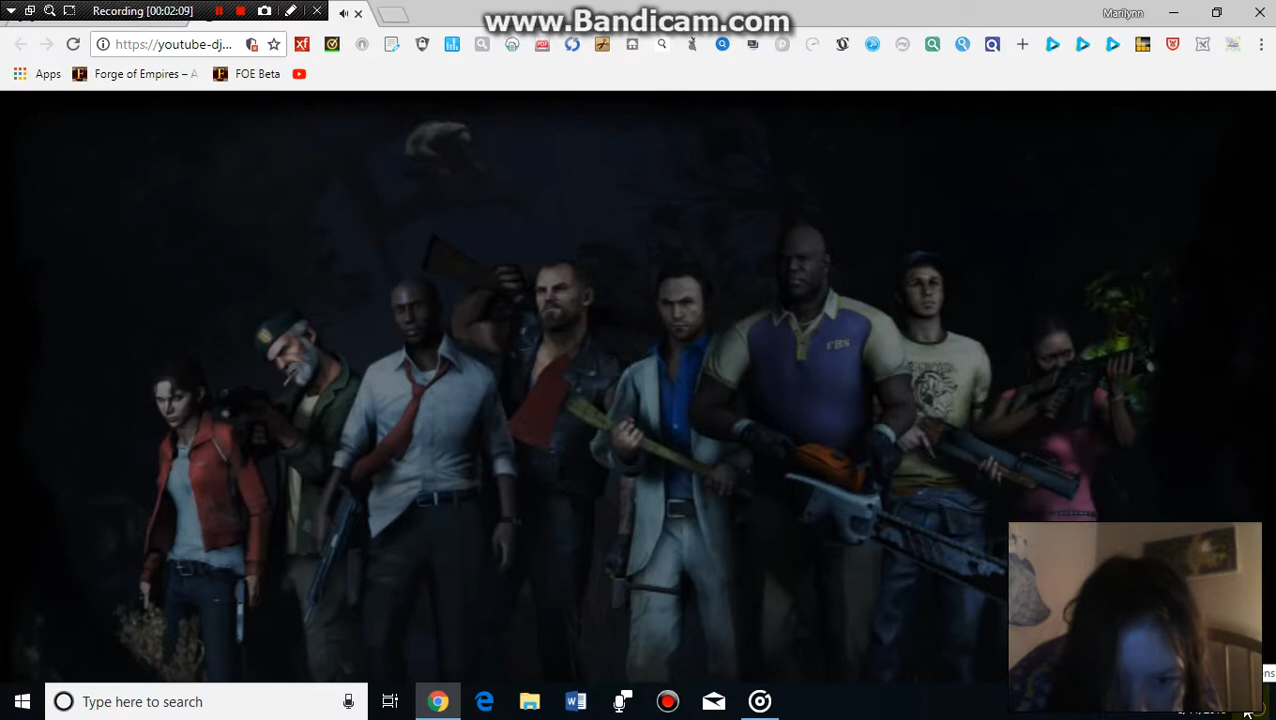 Recording [00:02:09]
www.Bandicam.com
Marilynn
https://youtube-dj...
Apps
Forge of Empires – A
FOE Beta
FBS
Type here to search